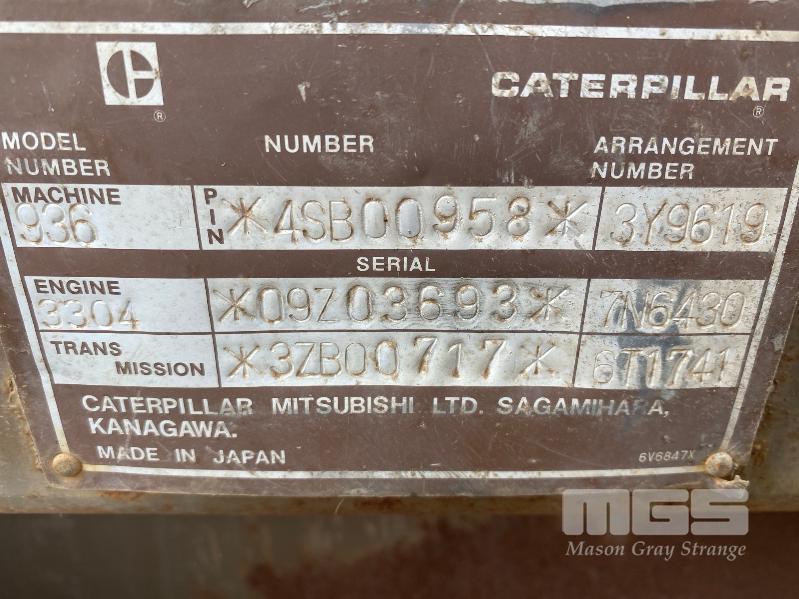 CATERPILLAR
®
®
MODEL NUMBER
NUMBER
ARRANGEMENT NUMBER
MACHINE 936
PIN *4SB00958*
3Y9619
SERIAL
ENGINE 3304
*09Z03693*
7N6430
TRANS MISSION
*3ZB00717*
6T1741
CATERPILLAR MITSUBISHI LTD. SAGAMIHARA,
KANAGAWA.
MADE IN JAPAN
6V6847X
MGS
Mason Gray Strange